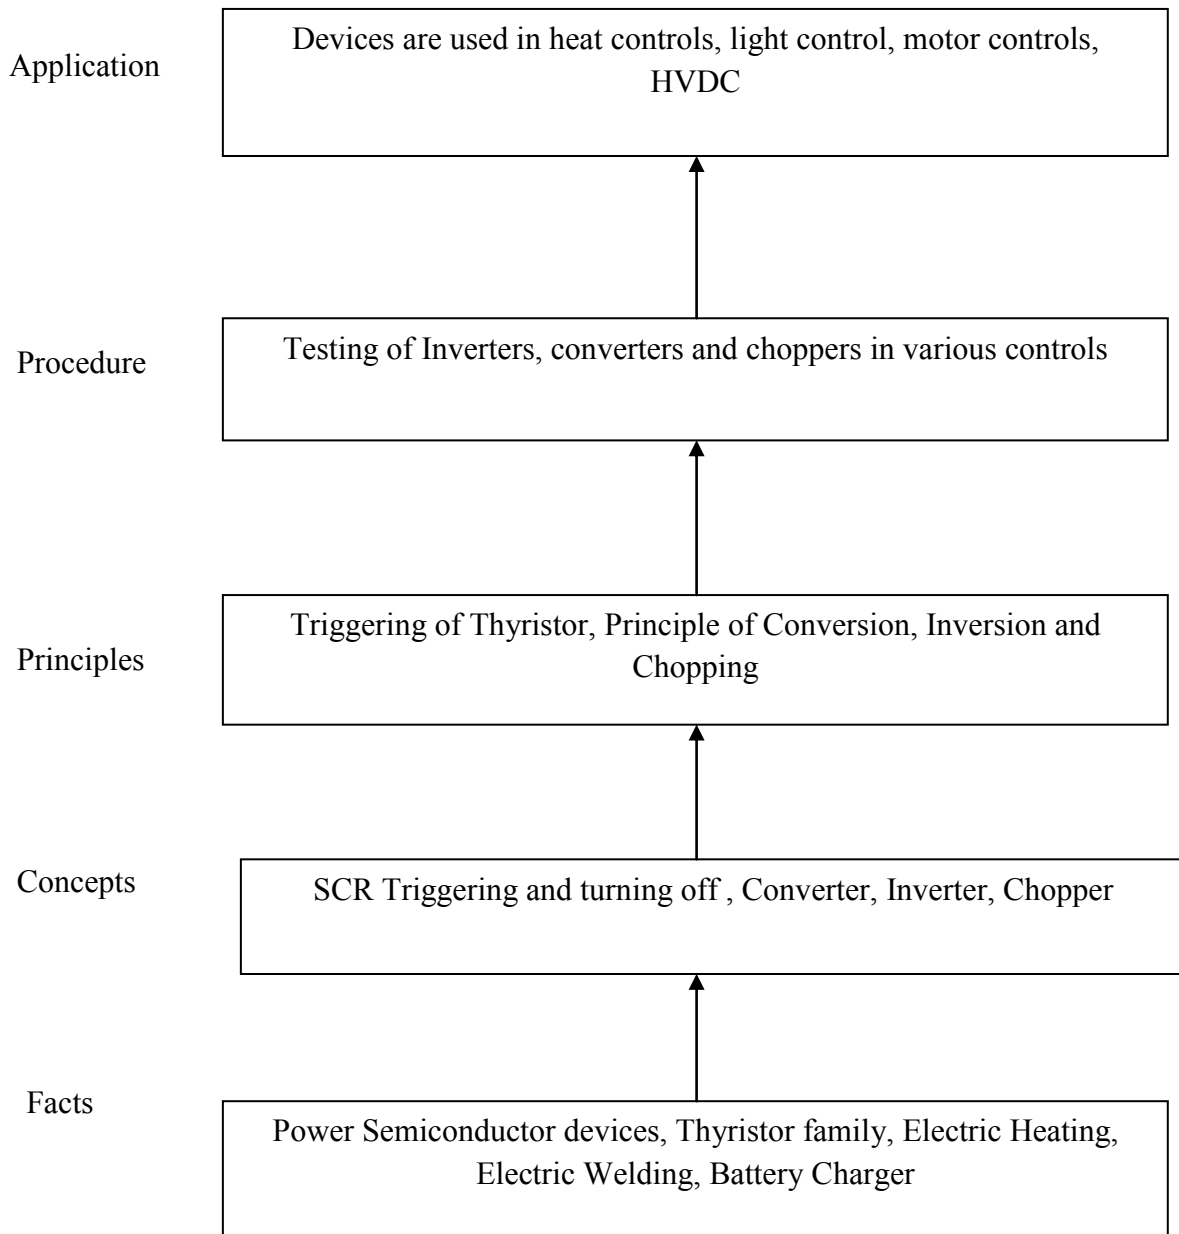 Application
Devices are used in heat controls, light control, motor controls,
HVDC
Procedure
Testing of Inverters, converters and choppers in various controls
Principles
Triggering of Thyristor, Principle of Conversion, Inversion and
Chopping
Concepts
SCR Triggering and turning off , Converter, Inverter, Chopper
Facts
Power Semiconductor devices, Thyristor family, Electric Heating,
Electric Welding, Battery Charger